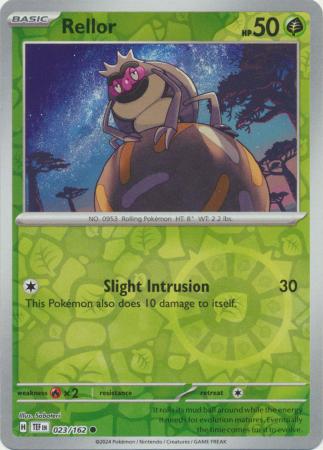 BASIC
Rellor
HP 50
NO. 0953 Rolling Pokémon HT: 8" WT: 2.2 lbs.
Slight Intrusion 30
This Pokémon also does 10 damage to itself.
weakness ×2 resistance retreat
Illus. Saboteri
H TEF EN 023/162
It rolls its mud ball around while the energy it
needs for evolution matures. Eventually
the time comes for it to evolve.
©2024 Pokémon / Nintendo / Creatures / GAME FREAK